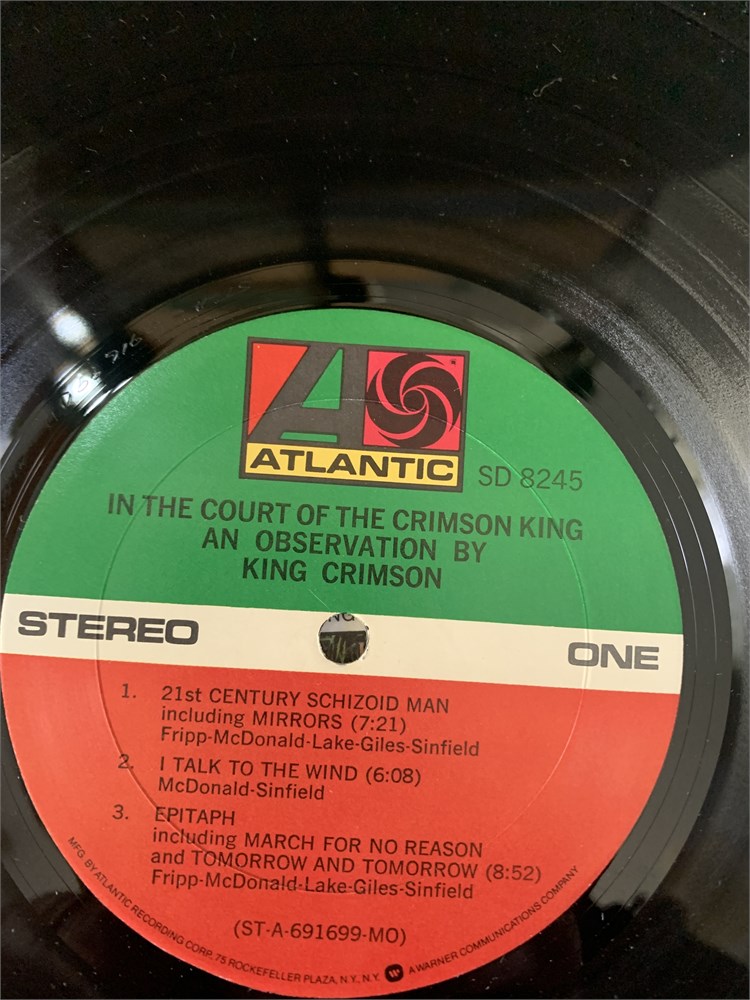 ATLANTIC
SD 8245
IN THE COURT OF THE CRIMSON KING
AN OBSERVATION BY
KING CRIMSON
STEREO
ONE
1. 21st CENTURY SCHIZOID MAN
including MIRRORS (7:21)
Fripp-McDonald-Lake-Giles-Sinfield
2. I TALK TO THE WIND (6:08)
McDonald-Sinfield
3. EPITAPH
including MARCH FOR NO REASON
and TOMORROW AND TOMORROW (8:52)
Fripp-McDonald-Lake-Giles-Sinfield
(ST-A-691699-MO)
MFG. BY ATLANTIC RECORDING CORP. 75 ROCKEFELLER PLAZA, N.Y., N.Y. A WARNER COMMUNICATIONS COMPANY